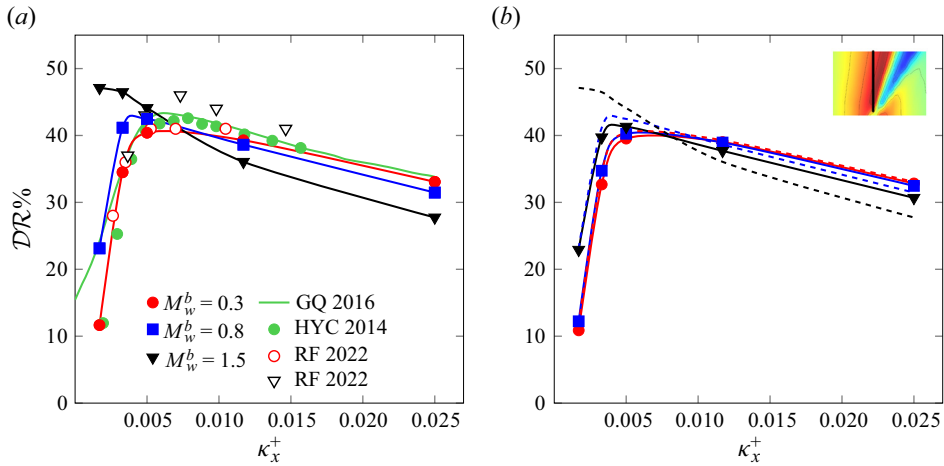 (a)
(b)
50
40
30
20
10
0
𝒟ℛ%
0.005
0.010
0.015
0.020
0.025
κₓ⁺
M_w^b = 0.3
M_w^b = 0.8
M_w^b = 1.5
GQ 2016
HYC 2014
RF 2022
RF 2022
50
40
30
20
10
0
0.005
0.010
0.015
0.020
0.025
κₓ⁺